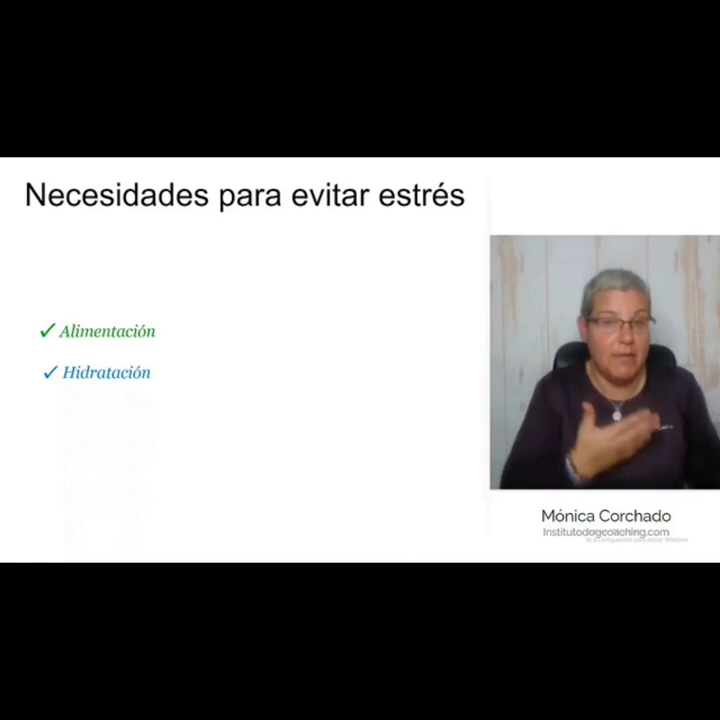 Necesidades para evitar estrés
✓ Alimentación
✓ Hidratación
Mónica Corchado
Institutodogcoaching.com